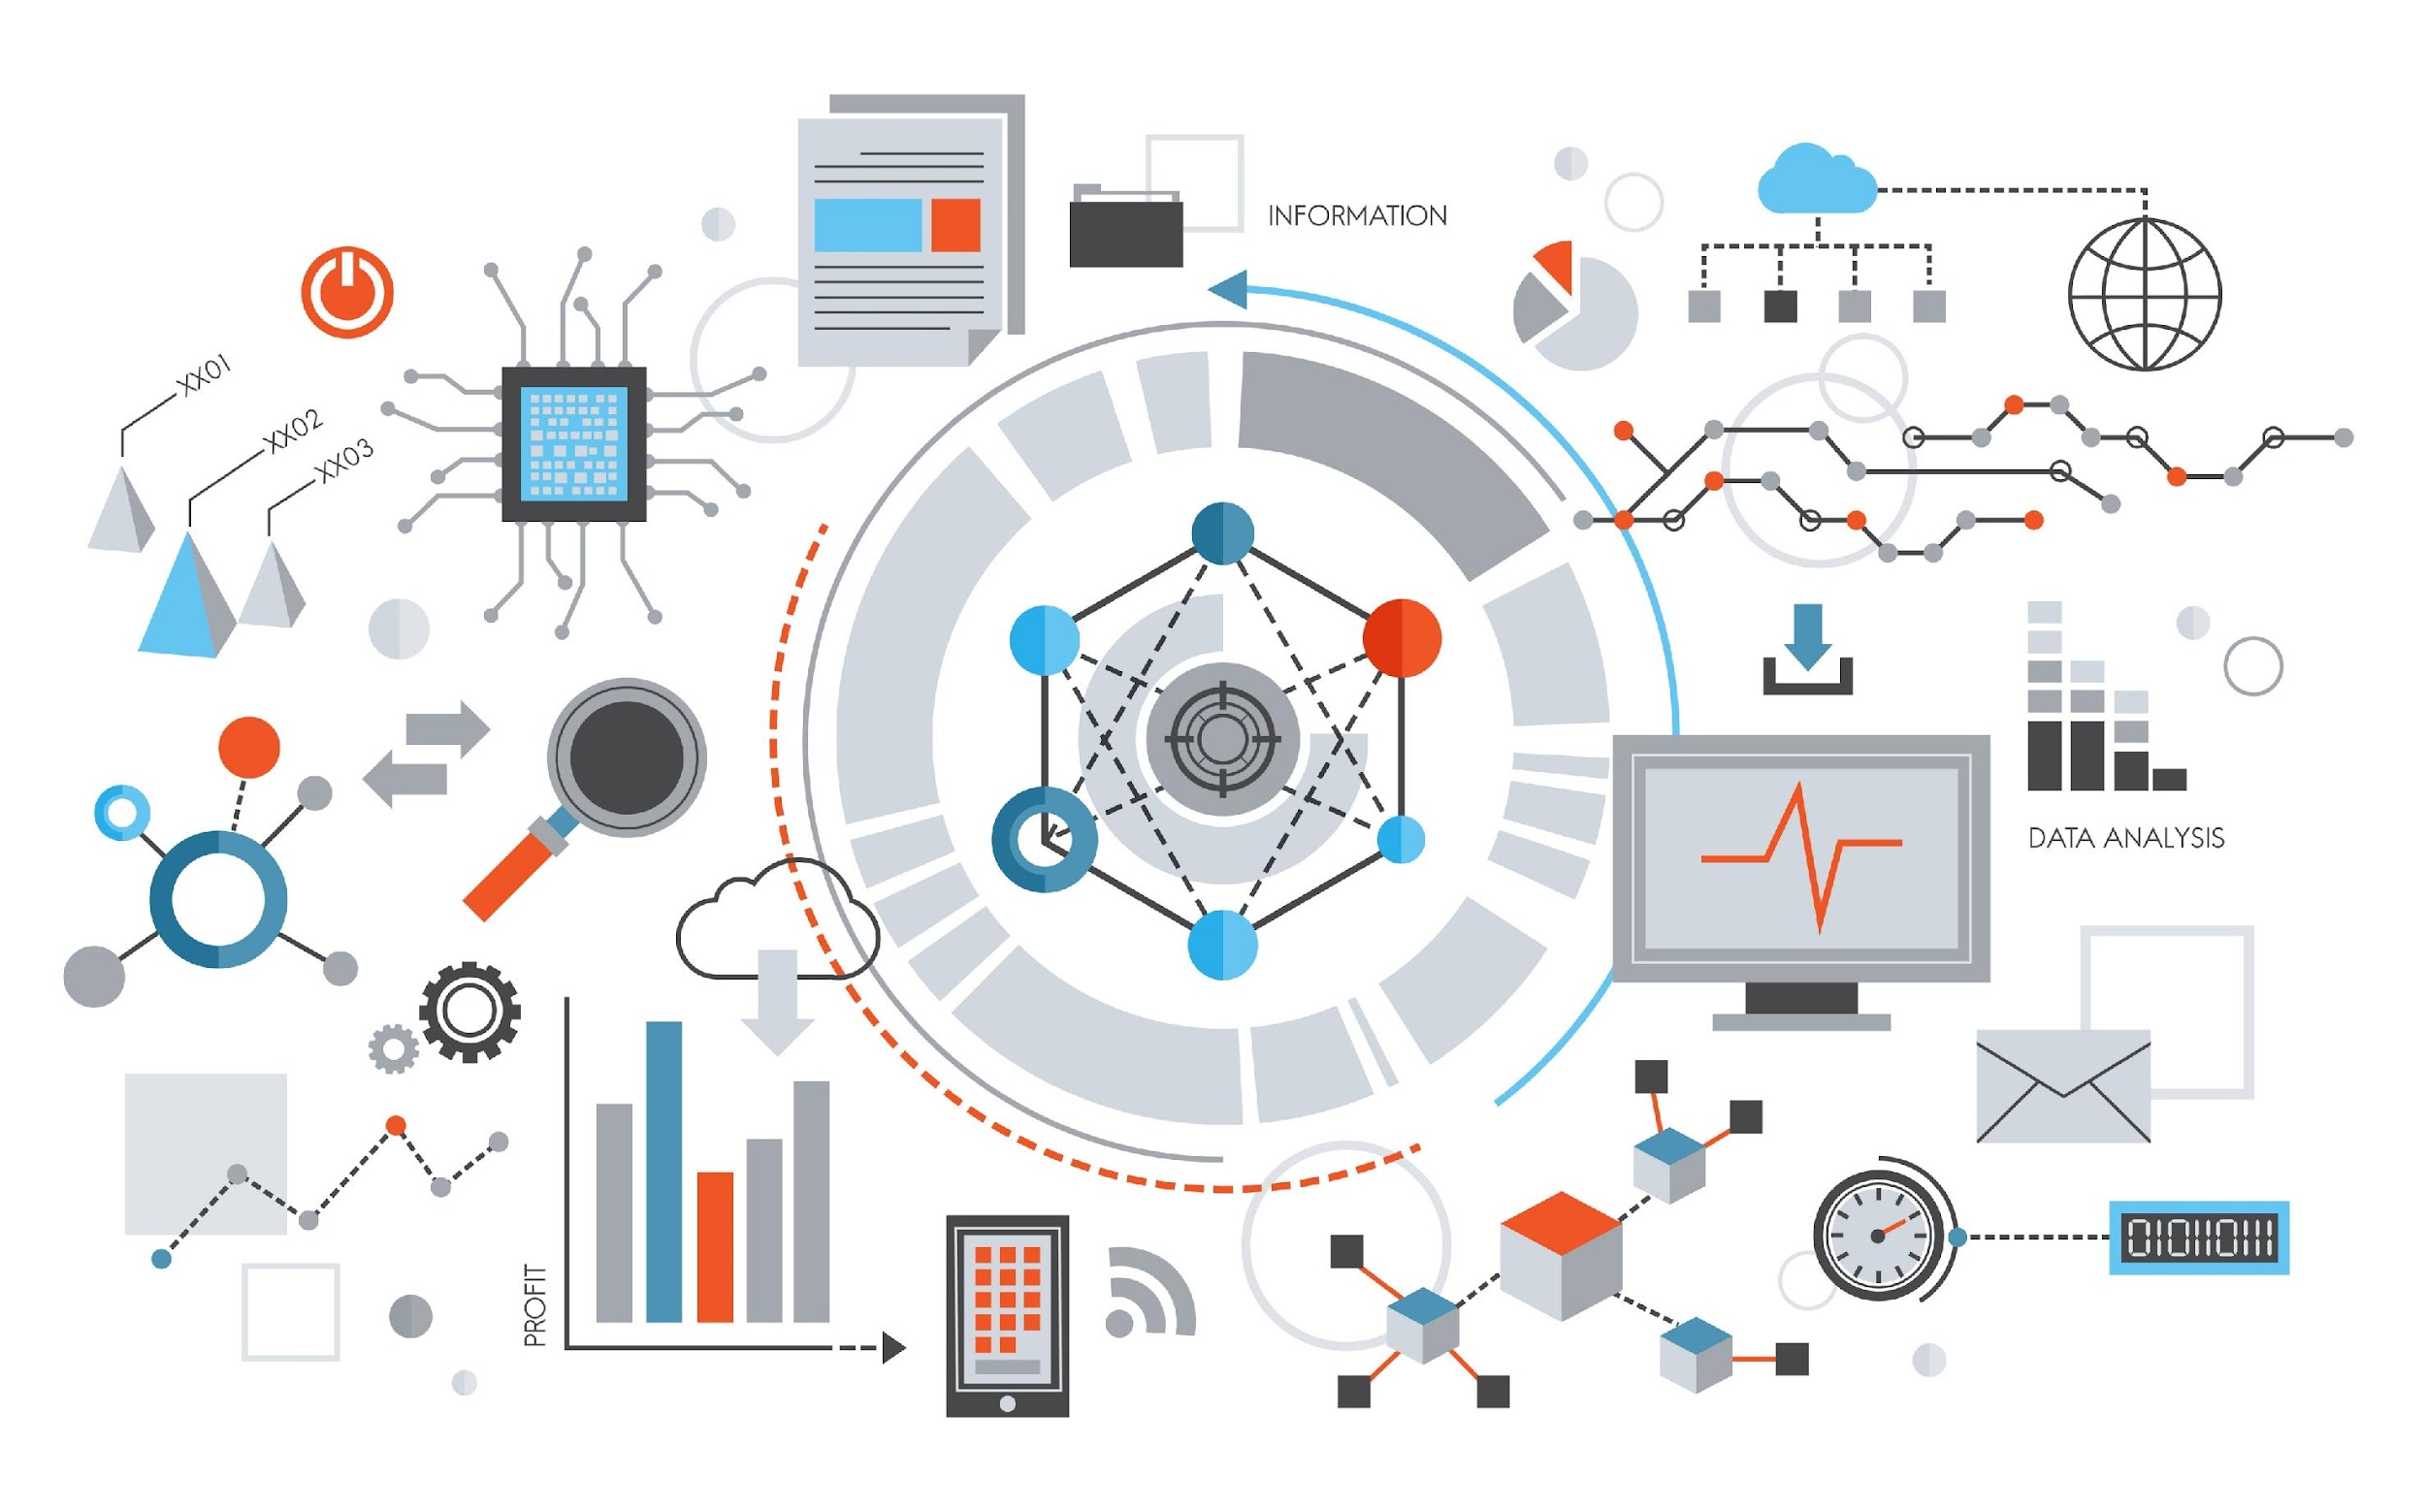 INFORMATION
XX01
XX02
XX03
DATA ANALYSIS
PROFIT
01011011